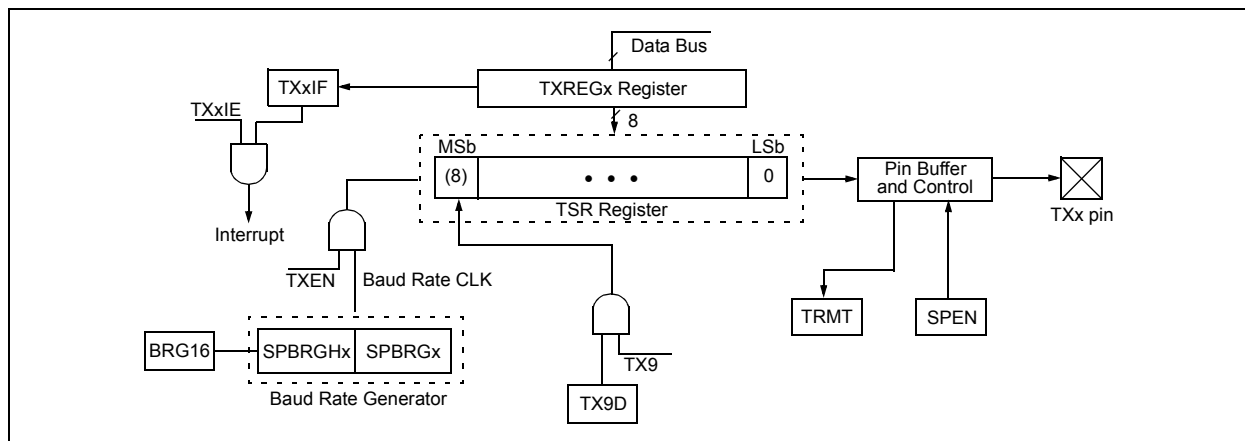 Data Bus
TXxIF
TXREGx Register
TXxIE
8
MSb
LSb
(8)
• • •
0
Pin Buffer
and Control
TSR Register
TXx pin
Interrupt
TXEN
Baud Rate CLK
TRMT
SPEN
BRG16
SPBRGHx
SPBRGx
TX9
Baud Rate Generator
TX9D